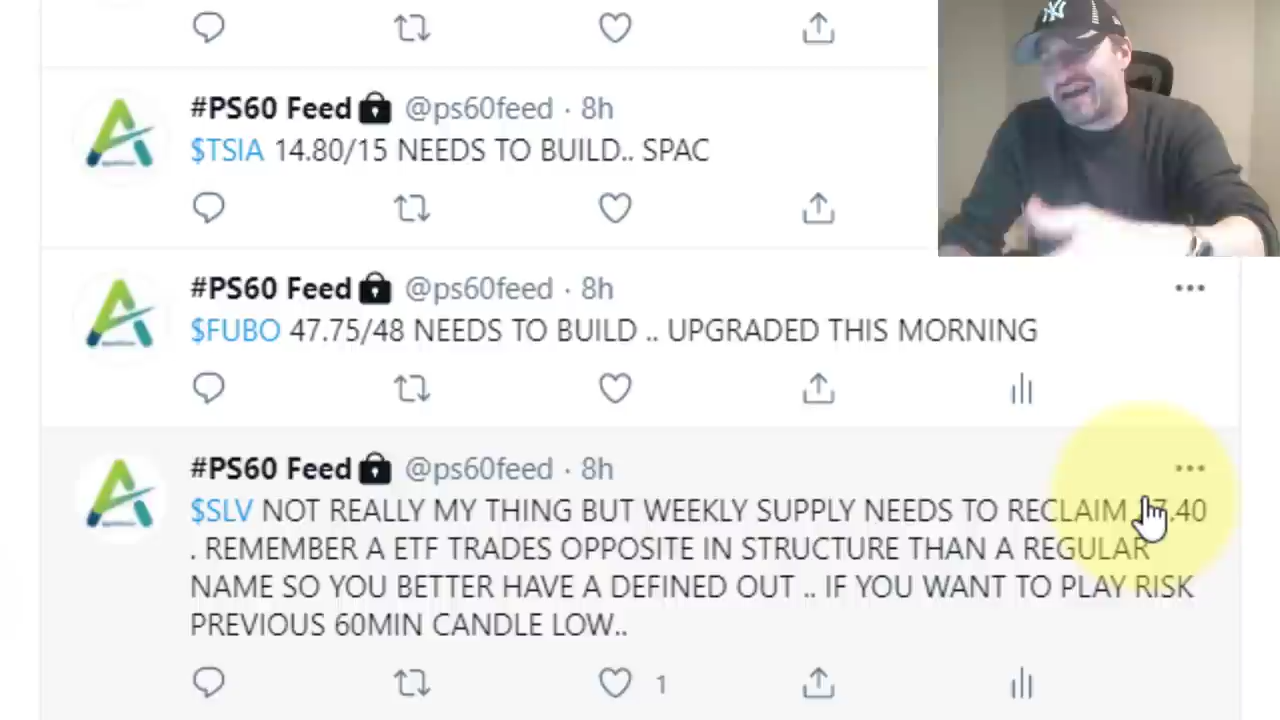 NY
#PS60 Feed @ps60feed · 8h
$TSIA 14.80/15 NEEDS TO BUILD.. SPAC
#PS60 Feed @ps60feed · 8h
$FUBO 47.75/48 NEEDS TO BUILD .. UPGRADED THIS MORNING
#PS60 Feed @ps60feed · 8h
$SLV NOT REALLY MY THING BUT WEEKLY SUPPLY NEEDS TO RECLAIM
. REMEMBER A ETF TRADES OPPOSITE IN STRUCTURE THAN A REGULAR
NAME SO YOU BETTER HAVE A DEFINED OUT .. IF YOU WANT TO PLAY RISK
PREVIOUS 60MIN CANDLE LOW..
1